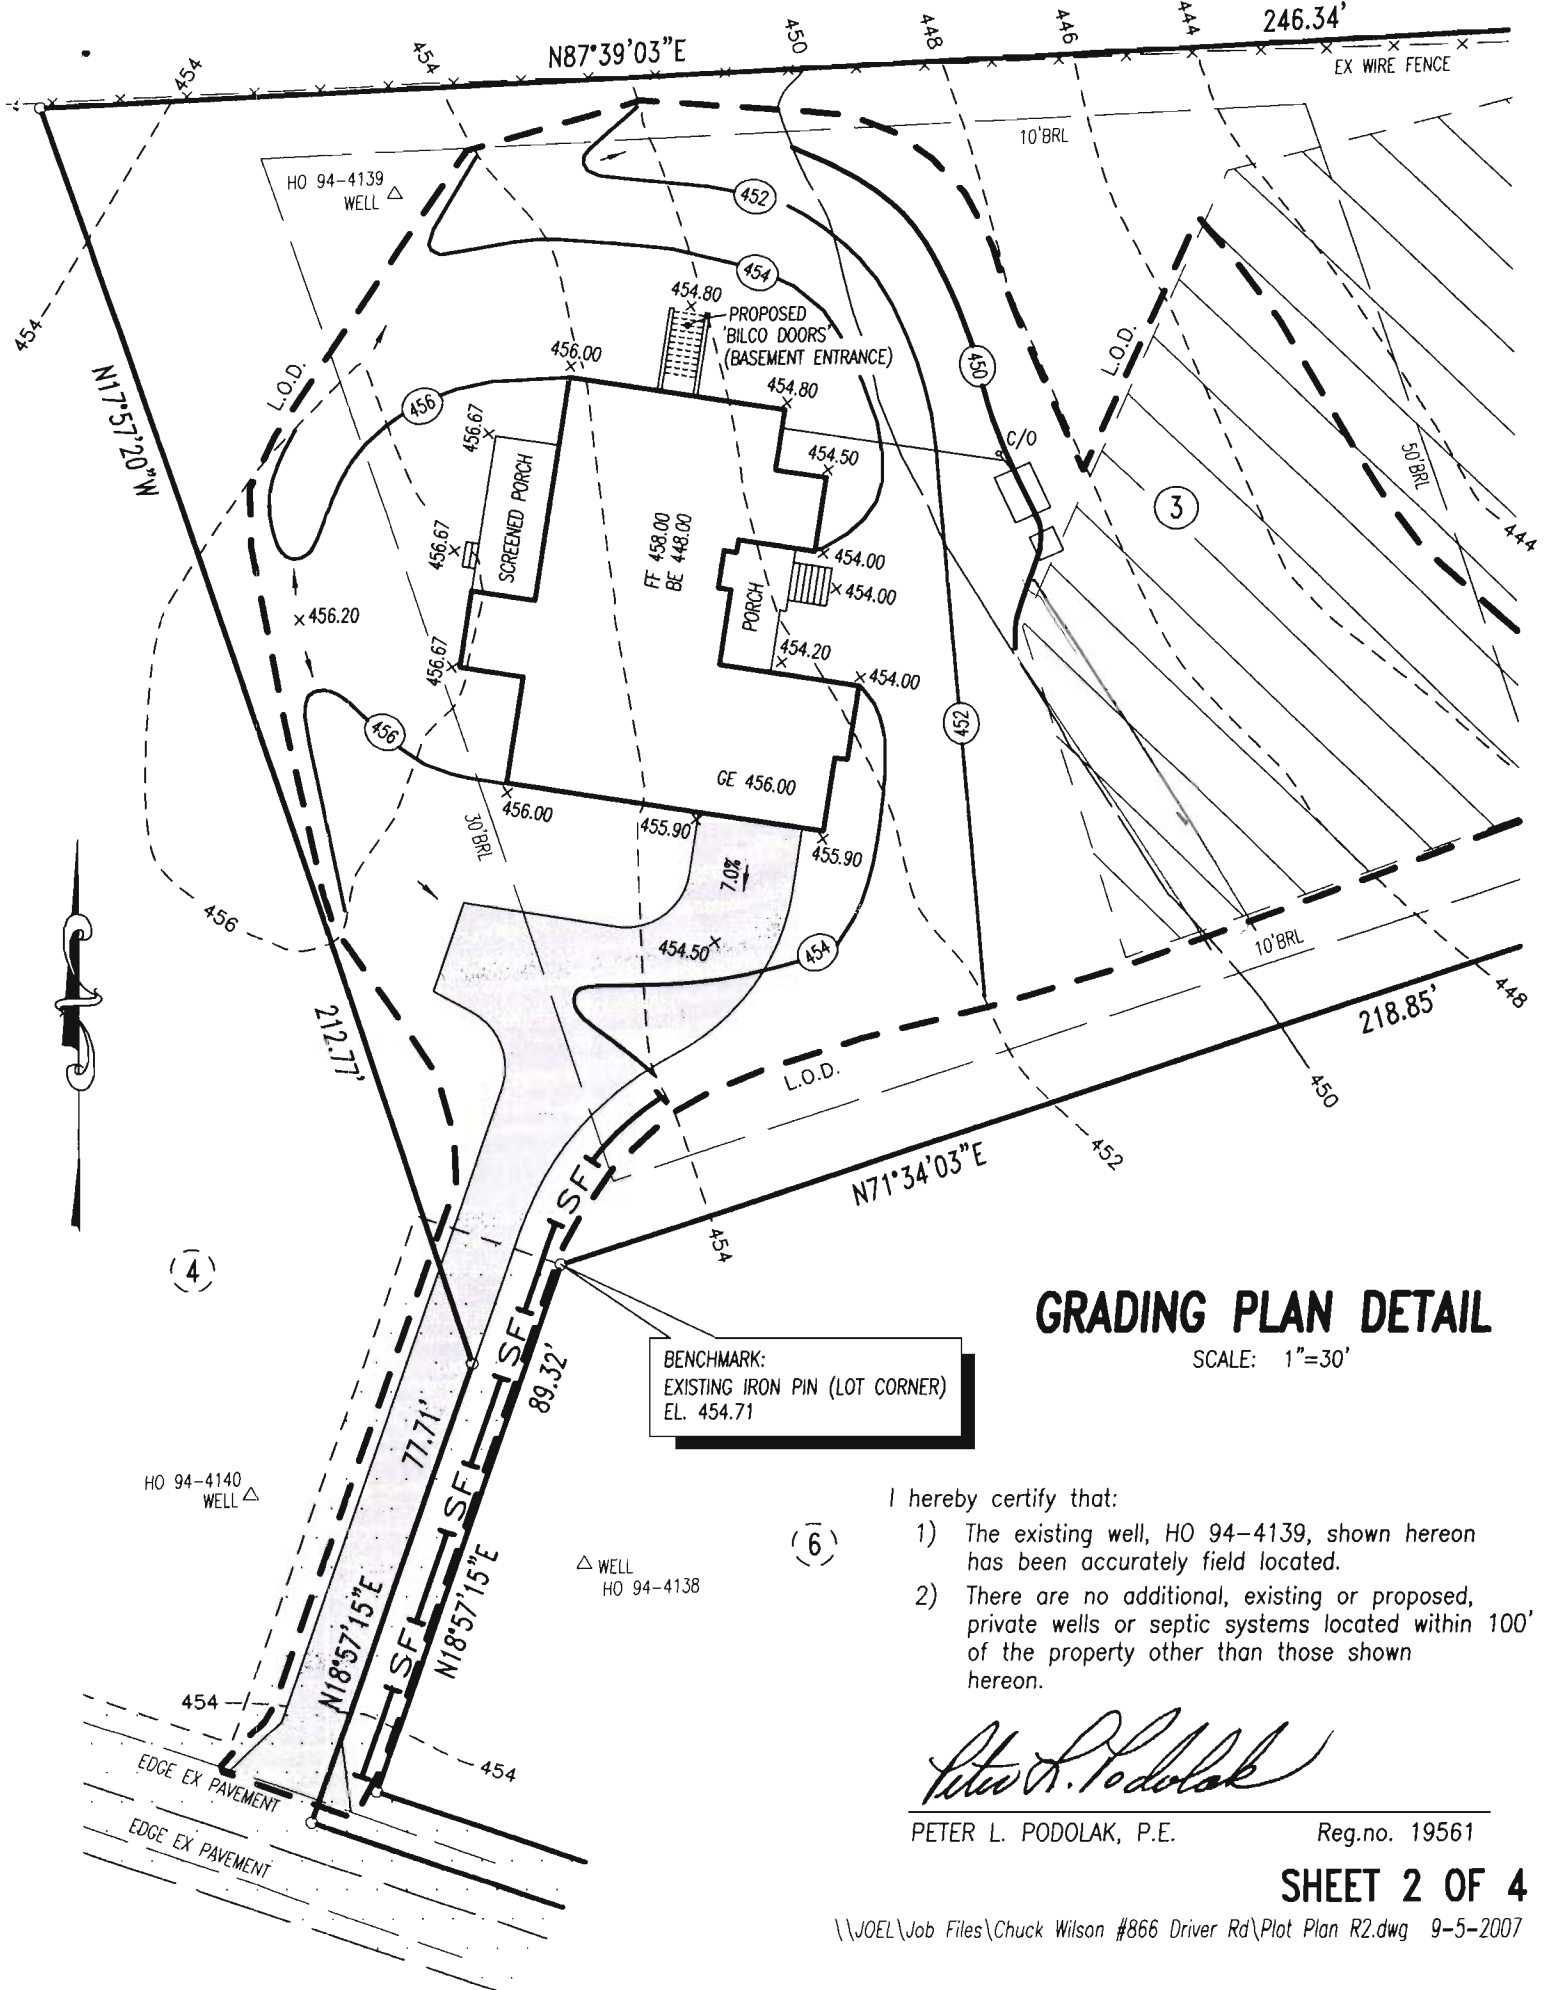 246.34'
N87°39'03"E
EX WIRE FENCE
454
454
450
448
446
444
10'BRL
HO 94-4139
WELL
452
454
454
454.80
PROPOSED
'BILCO DOORS'
(BASEMENT ENTRANCE)
456.00
454.80
L.O.D.
L.O.D.
450
456
456.67
C/O
454.50
50'BRL
N17°57'20"W
SCREENED PORCH
FF 458.00
BE 448.00
3
444
456.67
454.00
454.00
PORCH
456.20
454.20
456.67
454.00
456
452
GE 456.00
456.00
455.90
455.90
30'BRL
7.0%
456
454.50
454
10'BRL
448
212.77'
218.85'
L.O.D.
450
452
N71°34'03"E
SF
454
4
GRADING PLAN DETAIL
SCALE: 1"=30'
BENCHMARK:
EXISTING IRON PIN (LOT CORNER)
EL. 454.71
SF
89.32'
77.71'
HO 94-4140
WELL
SF
6
WELL
HO 94-4138
N18°57'15"E
N18°57'15"E
SF
454
454
EDGE EX PAVEMENT
EDGE EX PAVEMENT
I hereby certify that:
1) The existing well, HO 94-4139, shown hereon
has been accurately field located.
2) There are no additional, existing or proposed,
private wells or septic systems located within 100'
of the property other than those shown
hereon.
Peter L. Podolak
PETER L. PODOLAK, P.E. Reg.no. 19561
SHEET 2 OF 4
\\JOEL\Job Files\Chuck Wilson #866 Driver Rd\Plot Plan R2.dwg 9-5-2007